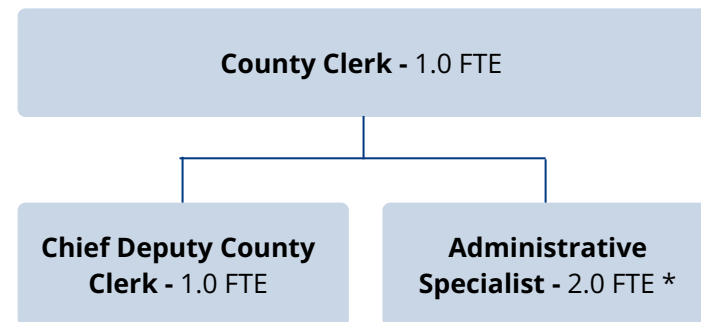 County Clerk - 1.0 FTE
Chief Deputy County
Clerk - 1.0 FTE
Administrative
Specialist - 2.0 FTE *